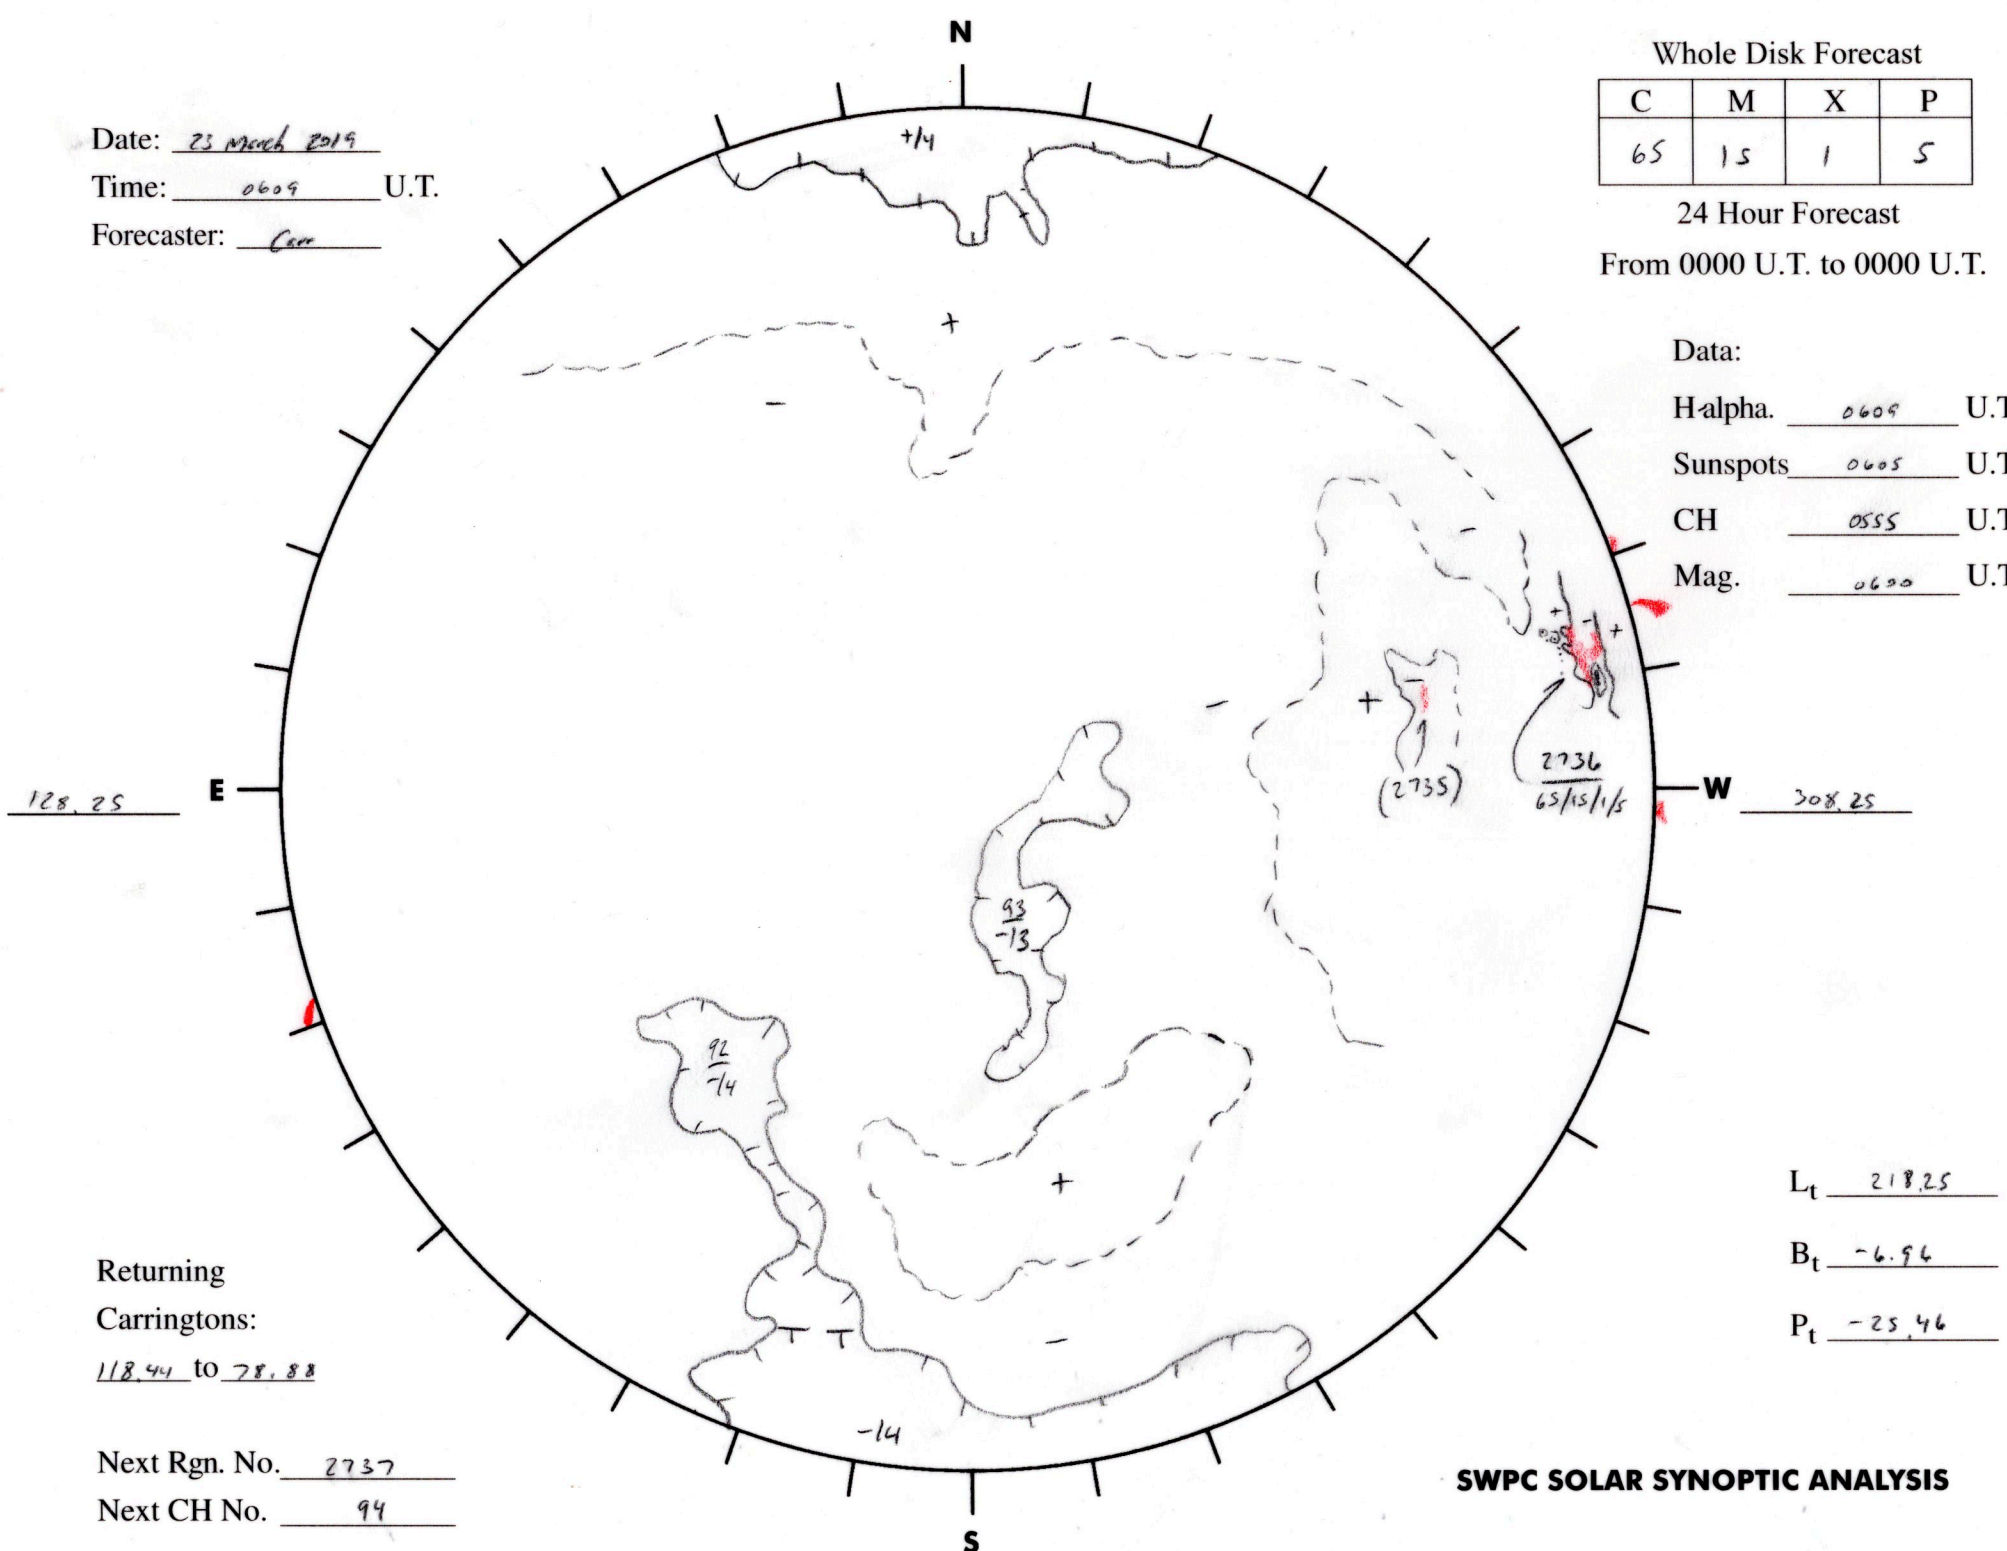 N
Whole Disk Forecast
C M X P
65 15 1 5
24 Hour Forecast
From 0000 U.T. to 0000 U.T.
Date: 23 March 2019
Time: 0609 U.T.
Forecaster:
+/4
+
-
Data:
H-alpha. 0609 U.T
Sunspots 0605 U.T
CH 0555 U.T
Mag. 0600 U.T
-
+ - +
- + -
(2735)
2736
65/15/1/5
128.25 E
W 308.25
93
-13
92
-14
+
-
-14
Lt 218.25
Bt -6.96
Pt -25.46
Returning
Carringtons:
118.44 to 78.88
Next Rgn. No. 2737
Next CH No. 94
SWPC SOLAR SYNOPTIC ANALYSIS
S